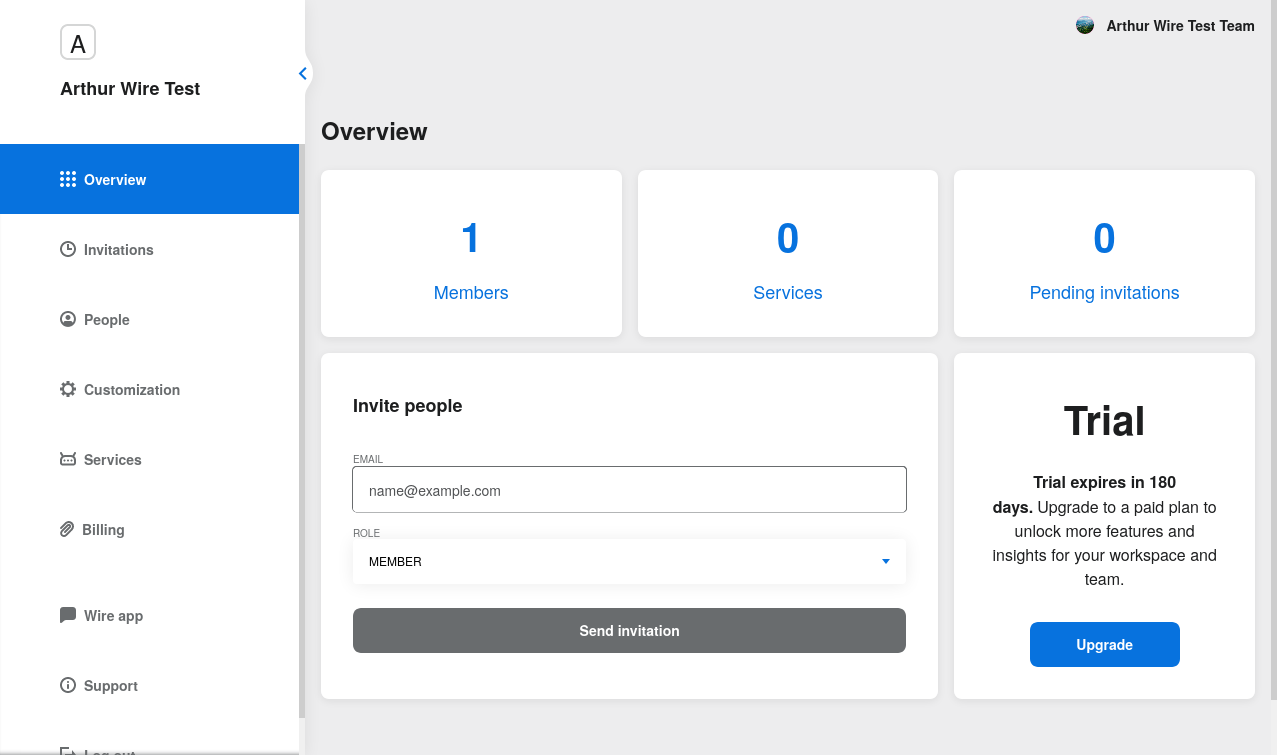 A
Arthur Wire Test
Arthur Wire Test Team
Overview
Invitations
People
Customization
Services
Billing
Wire app
Support
Log out
Overview
1
Members
0
Services
0
Pending invitations
Invite people
EMAIL
name@example.com
ROLE
MEMBER
Send invitation
Trial
Trial expires in 180
days. Upgrade to a paid plan to
unlock more features and
insights for your workspace and
team.
Upgrade